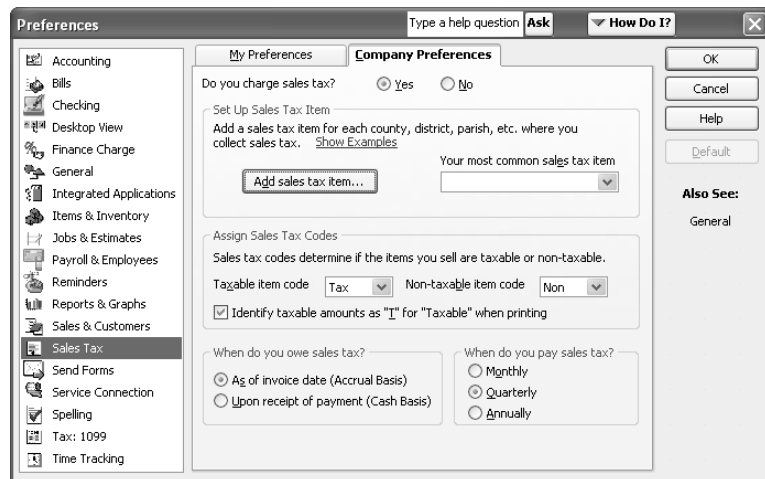 Preferences
Type a help question Ask
How Do I?
Accounting
Bills
Checking
Desktop View
Finance Charge
General
Integrated Applications
Items & Inventory
Jobs & Estimates
Payroll & Employees
Reminders
Reports & Graphs
Sales & Customers
Sales Tax
Send Forms
Service Connection
Spelling
Tax: 1099
Time Tracking
My Preferences
Company Preferences
Do you charge sales tax? Yes No
Set Up Sales Tax Item
Add a sales tax item for each county, district, parish, etc. where you
collect sales tax. Show Examples
Your most common sales tax item
Add sales tax item...
Assign Sales Tax Codes
Sales tax codes determine if the items you sell are taxable or non-taxable.
Taxable item code Tax Non-taxable item code Non
Identify taxable amounts as "T" for "Taxable" when printing
When do you owe sales tax?
As of invoice date (Accrual Basis)
Upon receipt of payment (Cash Basis)
When do you pay sales tax?
Monthly
Quarterly
Annually
OK
Cancel
Help
Default
Also See:
General